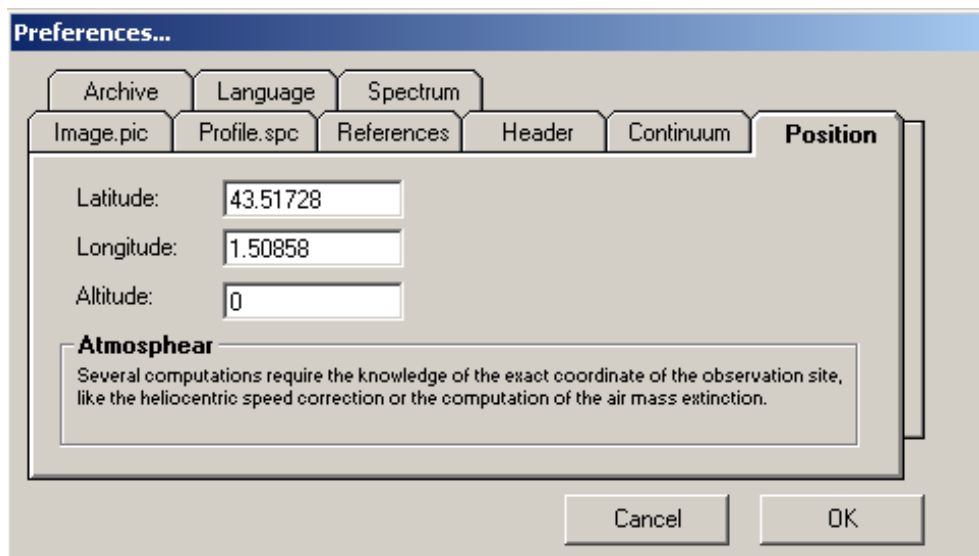 Preferences...
Archive Language Spectrum
Image.pic Profile.spc References Header Continuum Position
Latitude: 43.51728
Longitude: 1.50858
Altitude: 0
Atmosphear
Several computations require the knowledge of the exact coordinate of the observation site,
like the heliocentric speed correction or the computation of the air mass extinction.
Cancel OK